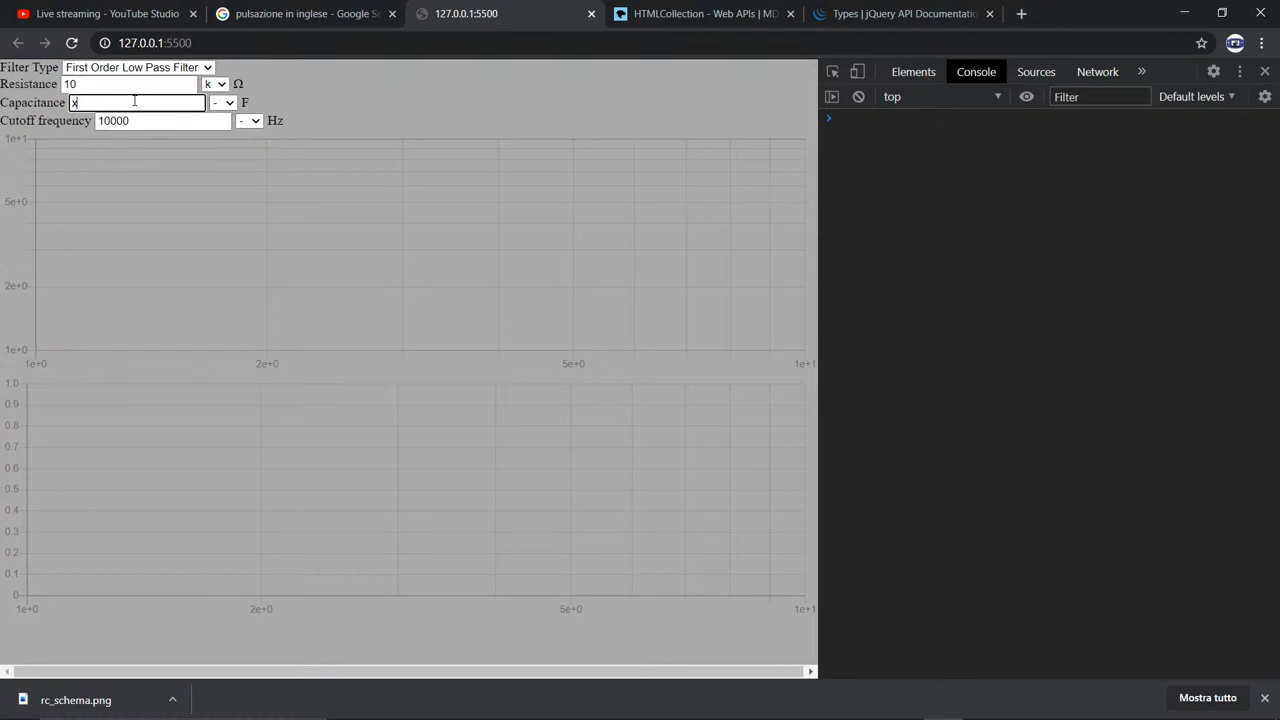 Live streaming - YouTube Studio
pulsazione in inglese - Google Se
127.0.0.1:5500
HTMLCollection - Web APIs | MD
Types | jQuery API Documentatio
127.0.0.1:5500
Filter Type First Order Low Pass Filter
Resistance 10 k Ω
Capacitance x - F
Cutoff frequency 10000 - Hz
Elements Console Sources Memory »
top Filter Default levels
1e+1
5e+0
2e+0
1e+0
1e+0 2e+0 5e+0 1e+1
1.0
0.9
0.8
0.7
0.6
0.5
0.4
0.3
0.2
0.1
0
1e+0 2e+0 5e+0 1e+1
rc_schema.png
Mostra tutto